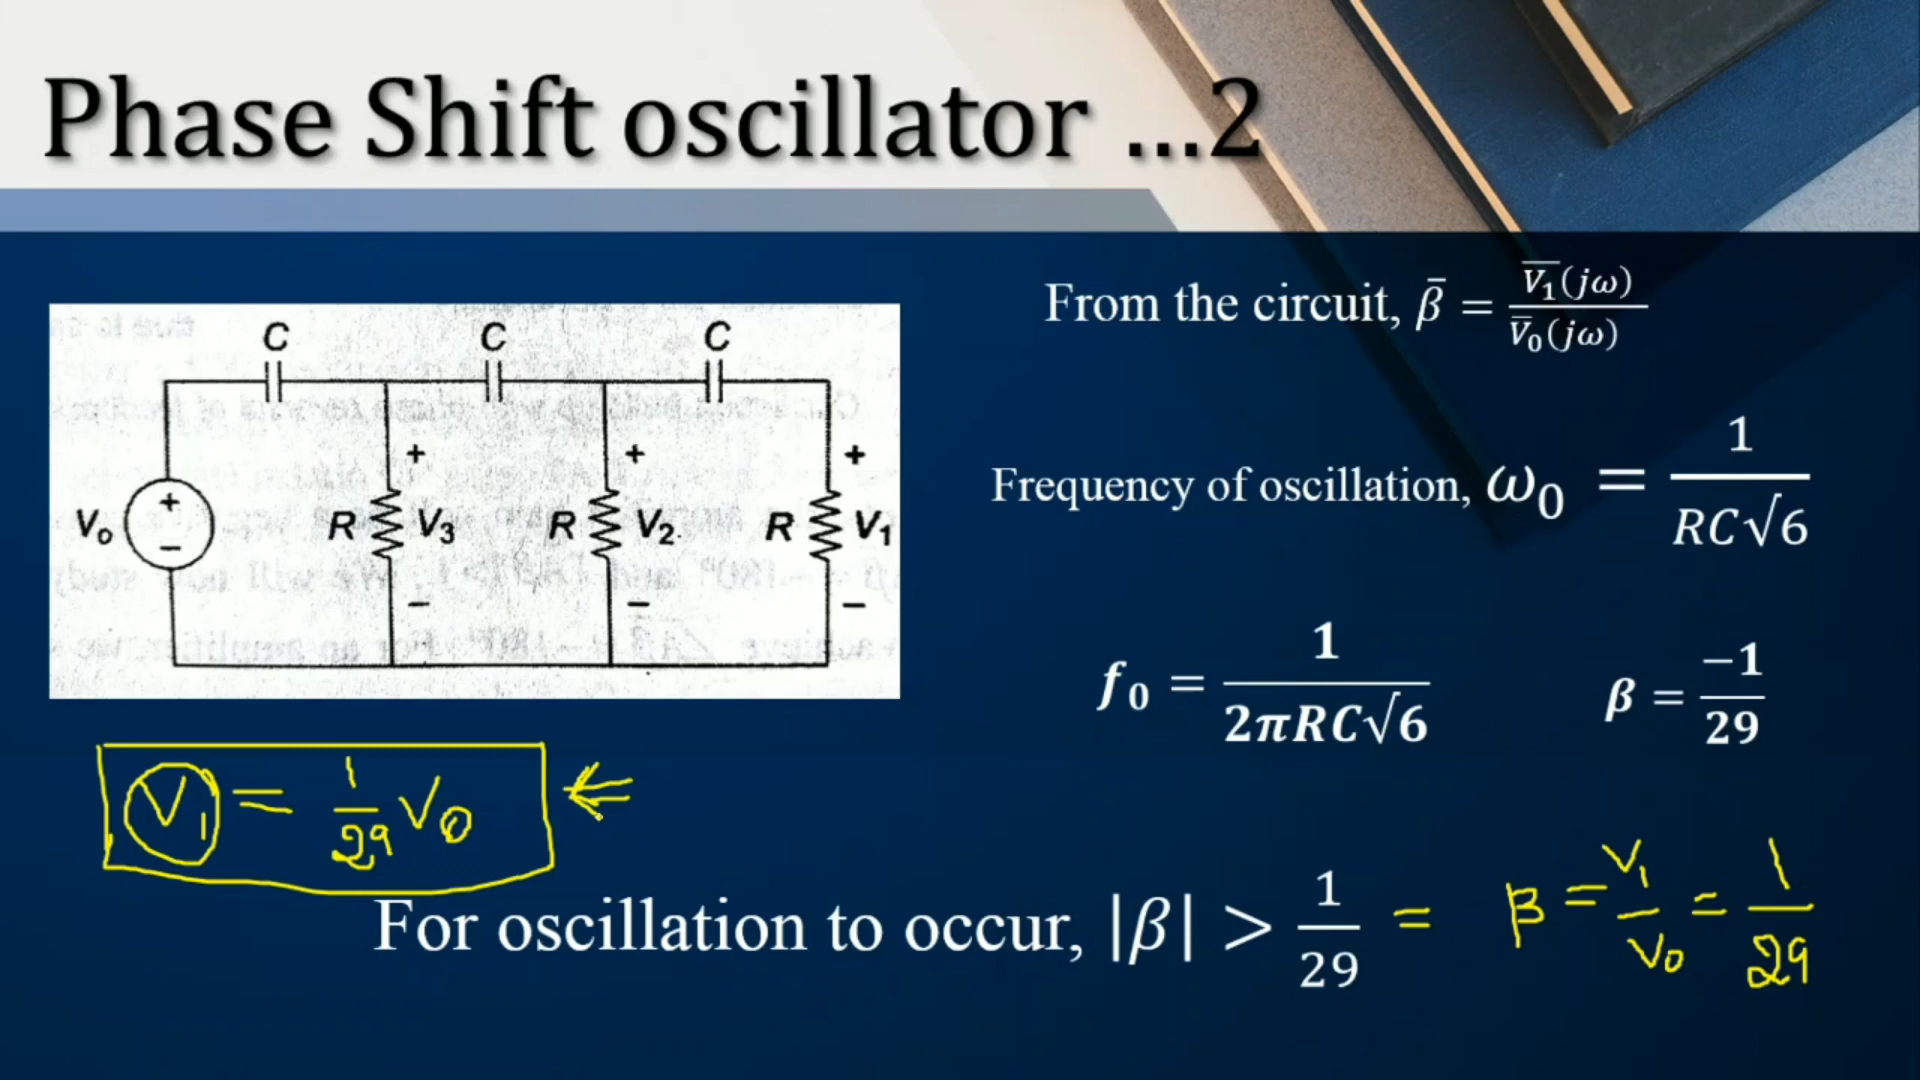 Phase Shift oscillator ...2
From the circuit, β̄ = V̄₁(jω) / V̄₀(jω)
C C C
Vo + − R + V3 − R + V2 − R + V1 −
Frequency of oscillation, ω₀ = 1 / RC√6
f₀ = 1 / 2πRC√6 β = −1 / 29
V₁ = 1/29 V₀ ⇐
For oscillation to occur, |β| > 1/29 = β = V₁/V₀ = 1/29